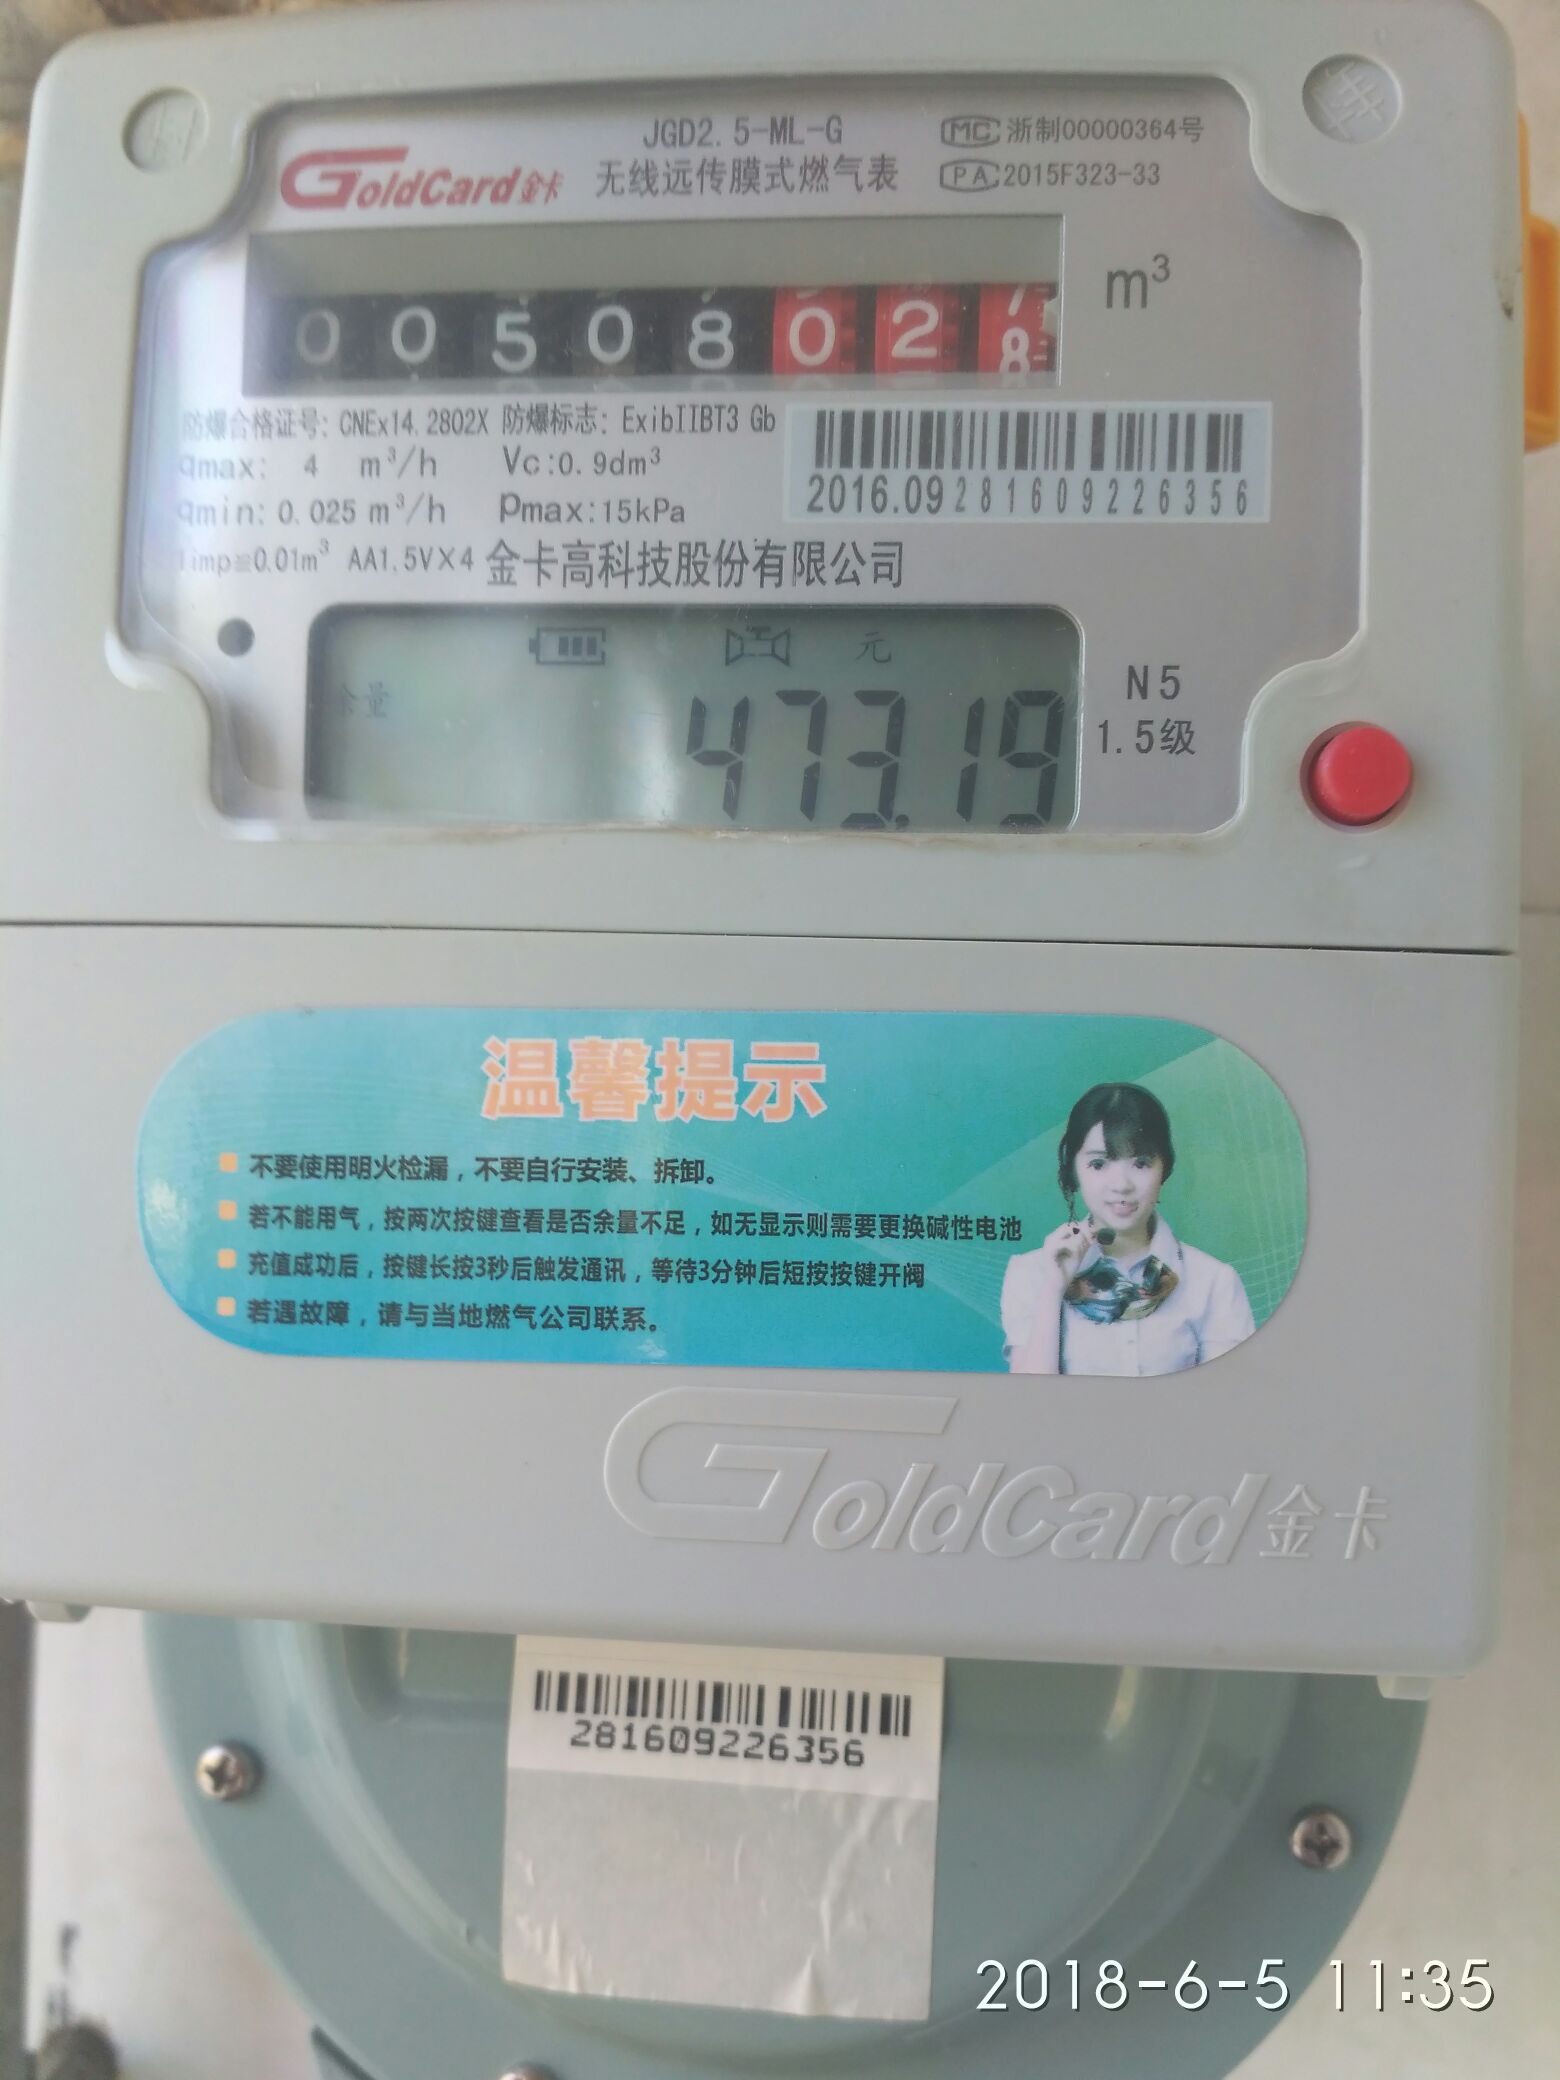 JGD2.5-ML-G
MC 浙制00000364号
GoldCard金卡
无线远传膜式燃气表
PA 2015F323-33
m³
0 0 5 0 8 0 2 8
防爆合格证号: CNEx14.2802X 防爆标志: ExibIIBT3 Gb
qmax: 4 m³/h Vc:0.9dm³
qmin: 0.025 m³/h Pmax:15kPa
2016.09 281609226356
1imp≙0.01m³ AA1.5V×4 金卡高科技股份有限公司
元
余量
473.19
N5
1.5级
温馨提示
不要使用明火检漏，不要自行安装、拆卸。
若不能用气，按两次按键查看是否余量不足，如无显示则需要更换碱性电池
充值成功后，按键长按3秒后触发通讯，等待3分钟后短按按键开阀
若遇故障，请与当地燃气公司联系。
GoldCard金卡
281609226356
2018-6-5 11:35